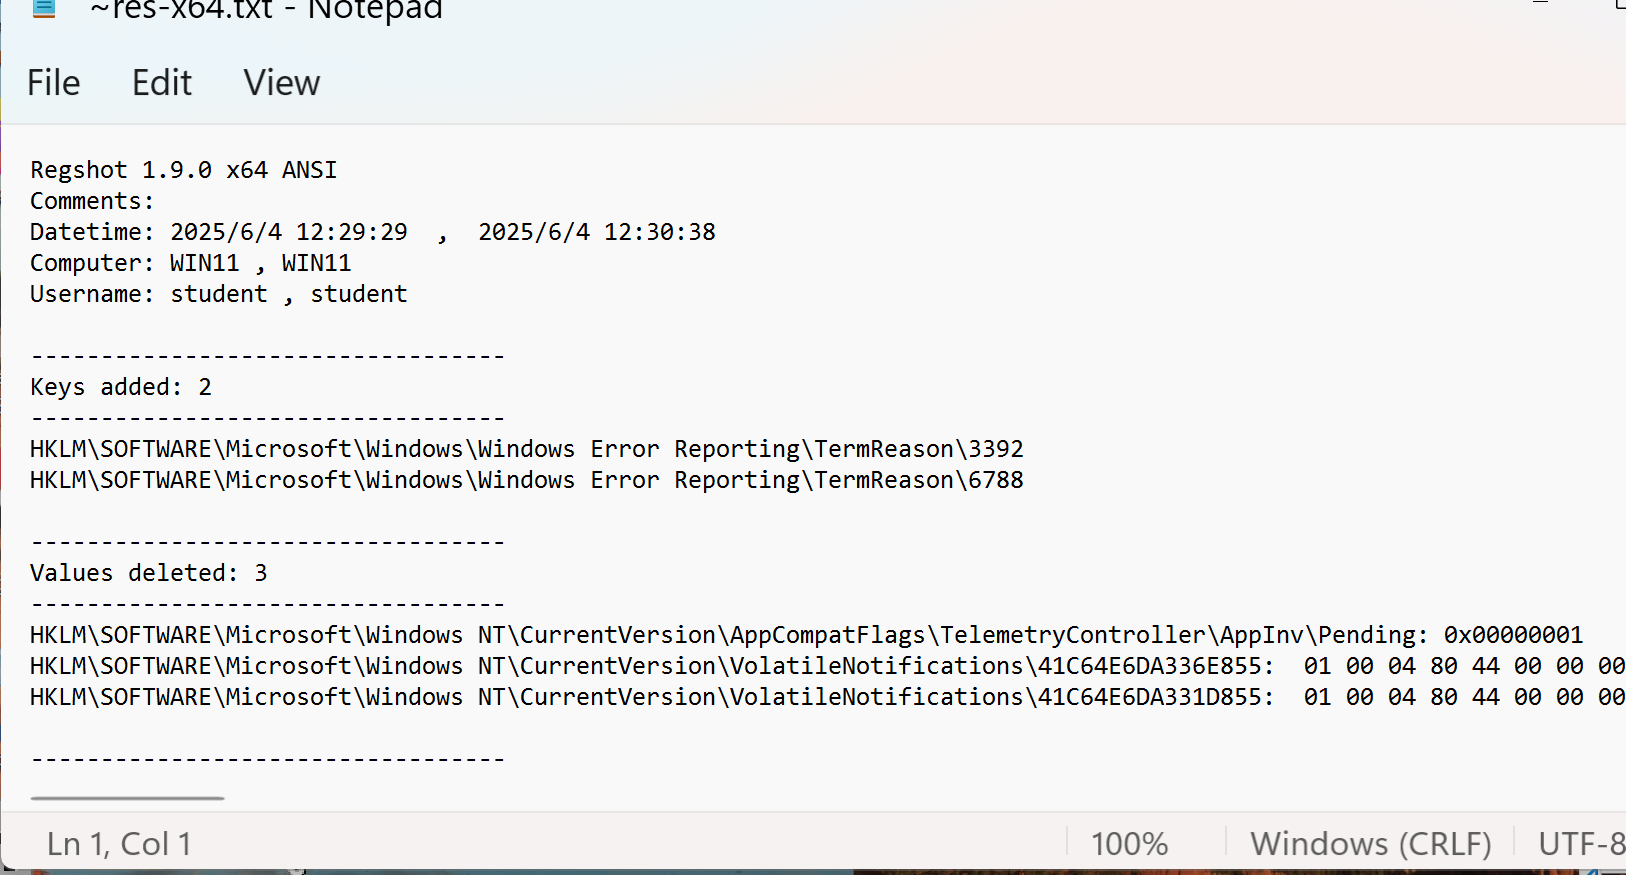 ~res-x64.txt - Notepad
File Edit View
Regshot 1.9.0 x64 ANSI
Comments:
Datetime: 2025/6/4 12:29:29  ,  2025/6/4 12:30:38
Computer: WIN11 , WIN11
Username: student , student
----------------------------------
Keys added: 2
----------------------------------
HKLM\SOFTWARE\Microsoft\Windows\Windows Error Reporting\TermReason\3392
HKLM\SOFTWARE\Microsoft\Windows\Windows Error Reporting\TermReason\6788
----------------------------------
Values deleted: 3
----------------------------------
HKLM\SOFTWARE\Microsoft\Windows NT\CurrentVersion\AppCompatFlags\TelemetryController\AppInv\Pending: 0x00000001
HKLM\SOFTWARE\Microsoft\Windows NT\CurrentVersion\VolatileNotifications\41C64E6DA336E855:  01 00 04 80 44 00 00 00
HKLM\SOFTWARE\Microsoft\Windows NT\CurrentVersion\VolatileNotifications\41C64E6DA331D855:  01 00 04 80 44 00 00 00
----------------------------------
Ln 1, Col 1 100% Windows (CRLF) UTF-8